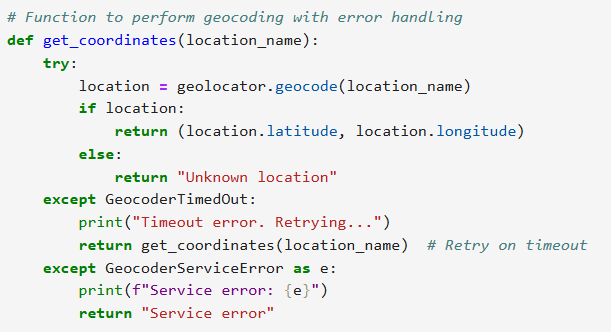 # Function to perform geocoding with error handling
def get_coordinates(location_name):
    try:
        location = geolocator.geocode(location_name)
        if location:
            return (location.latitude, location.longitude)
        else:
            return "Unknown location"
    except GeocoderTimedOut:
        print("Timeout error. Retrying...")
        return get_coordinates(location_name)  # Retry on timeout
    except GeocoderServiceError as e:
        print(f"Service error: {e}")
        return "Service error"